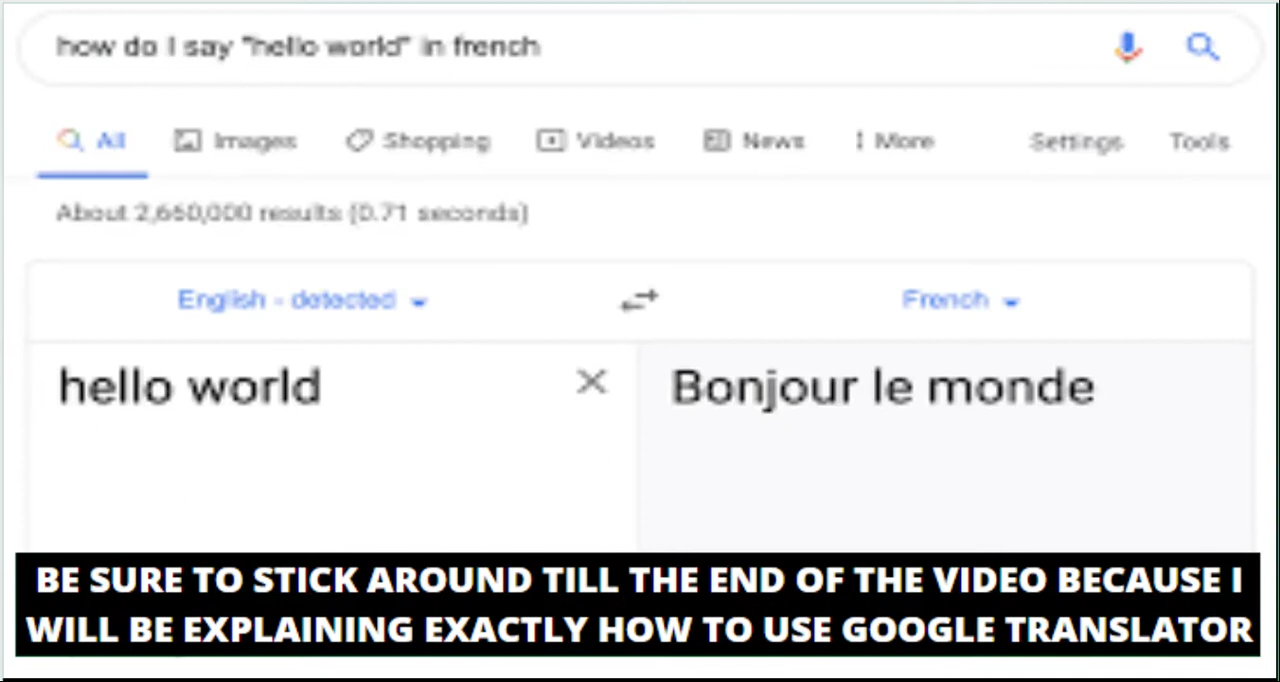 how do I say "hello world" in french
All Images Shopping Videos News More Settings Tools
About 2,660,000 results (0.71 seconds)
English - detected French
hello world Bonjour le monde
BE SURE TO STICK AROUND TILL THE END OF THE VIDEO BECAUSE I
WILL BE EXPLAINING EXACTLY HOW TO USE GOOGLE TRANSLATOR